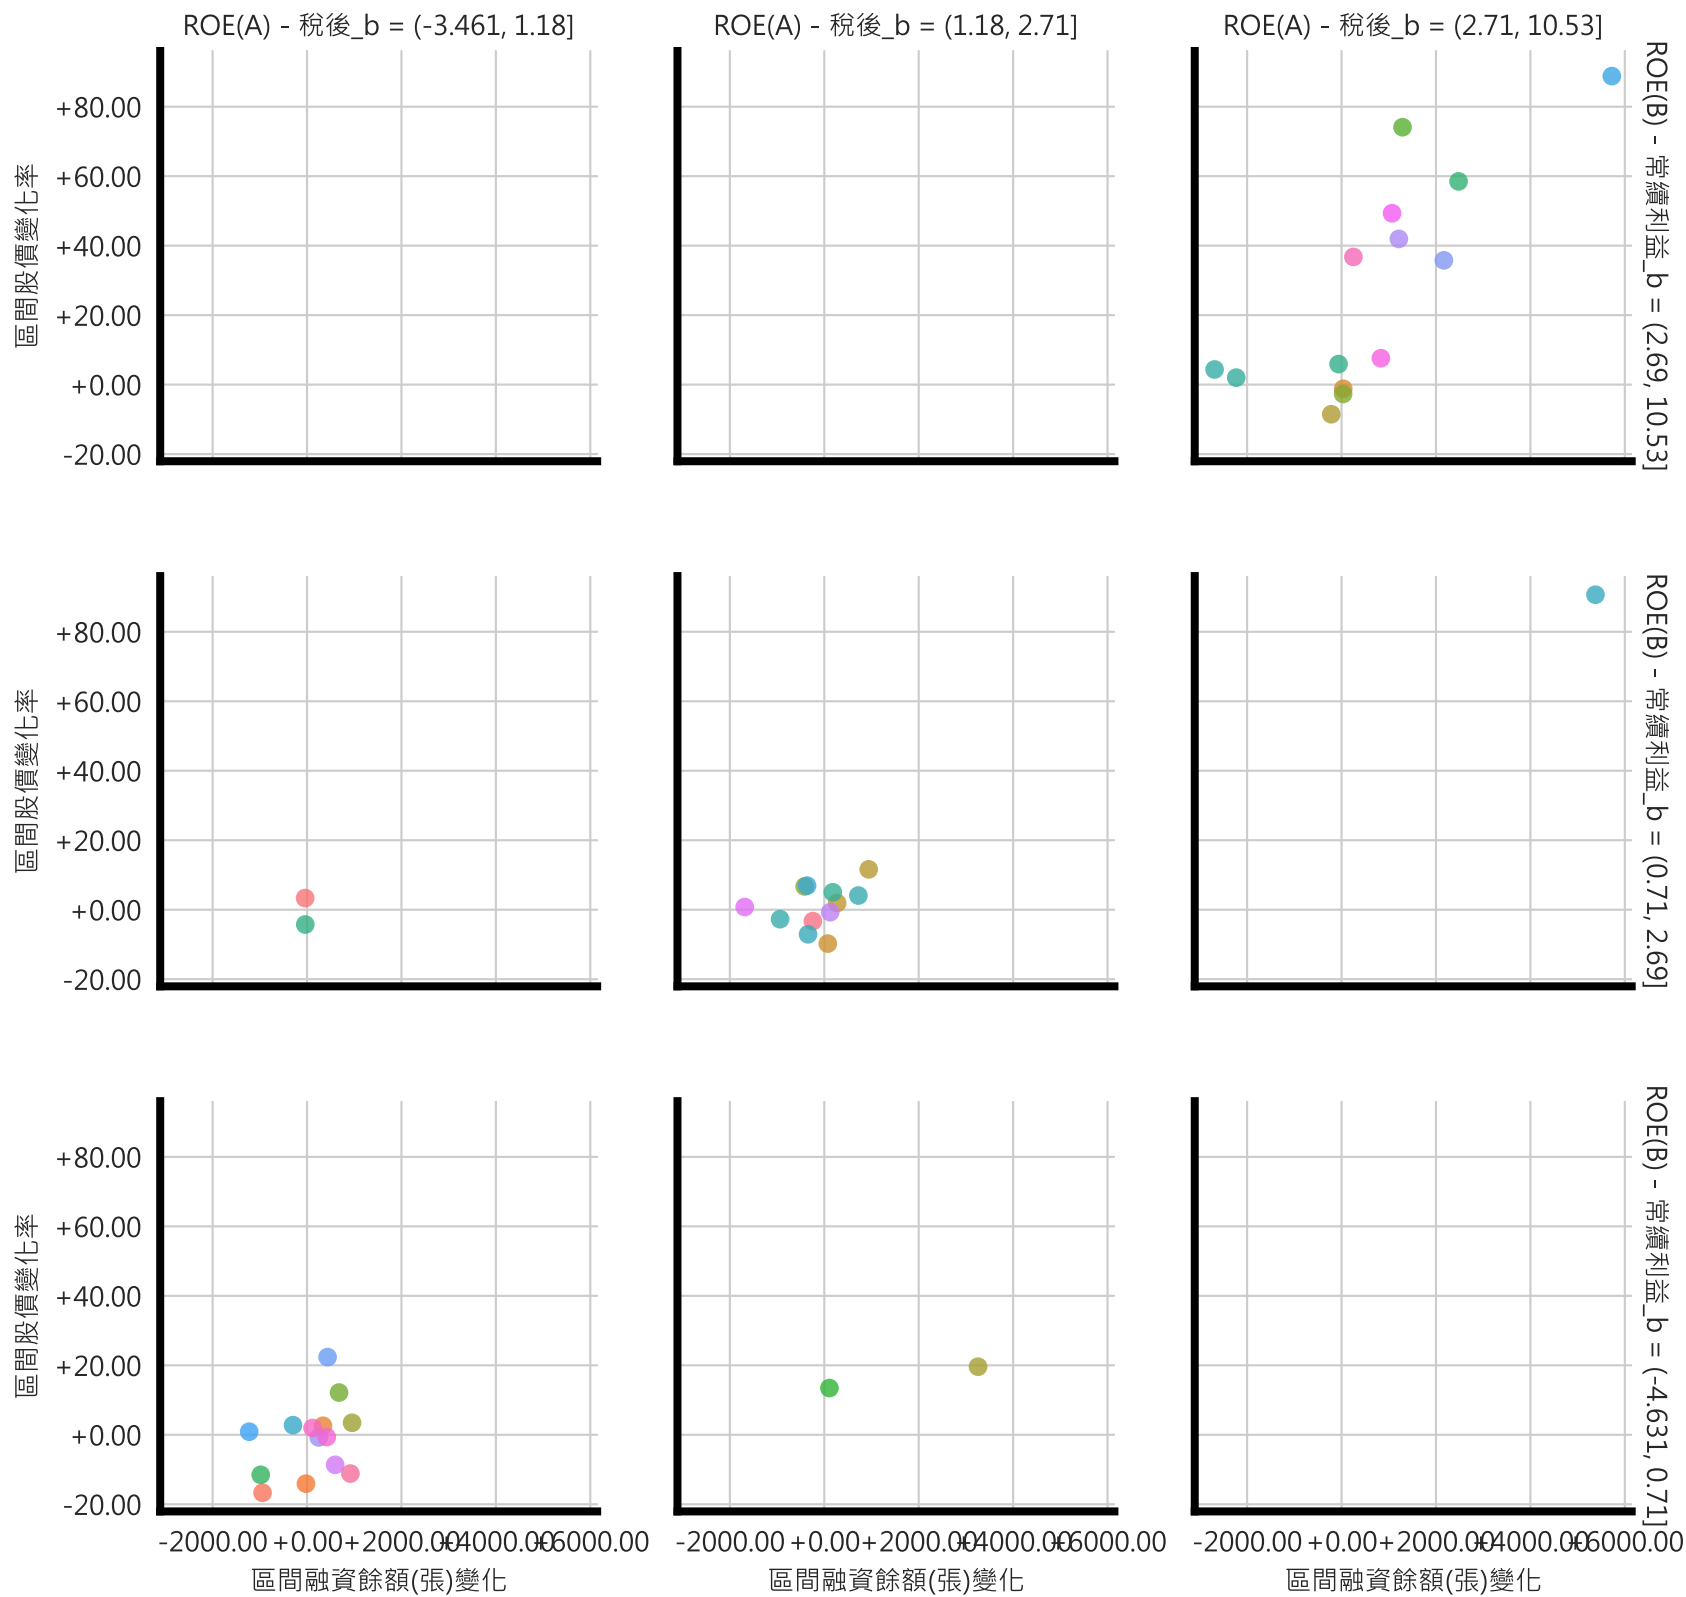 ROE(A) - 稅後_b = (-3.461, 1.18]
ROE(A) - 稅後_b = (1.18, 2.71]
ROE(A) - 稅後_b = (2.71, 10.53]
區間股價變化率
+80.00
+60.00
+40.00
+20.00
+0.00
-20.00
ROE(B) - 常續利益_b = (2.69, 10.53]
區間股價變化率
+80.00
+60.00
+40.00
+20.00
+0.00
-20.00
ROE(B) - 常續利益_b = (0.71, 2.69]
區間股價變化率
+80.00
+60.00
+40.00
+20.00
+0.00
-20.00
ROE(B) - 常續利益_b = (-4.631, 0.71]
-2000.00 +0.00 +2000.00 +4000.00 +6000.00
-2000.00 +0.00 +2000.00 +4000.00 +6000.00
-2000.00 +0.00 +2000.00 +4000.00 +6000.00
區間融資餘額(張)變化
區間融資餘額(張)變化
區間融資餘額(張)變化